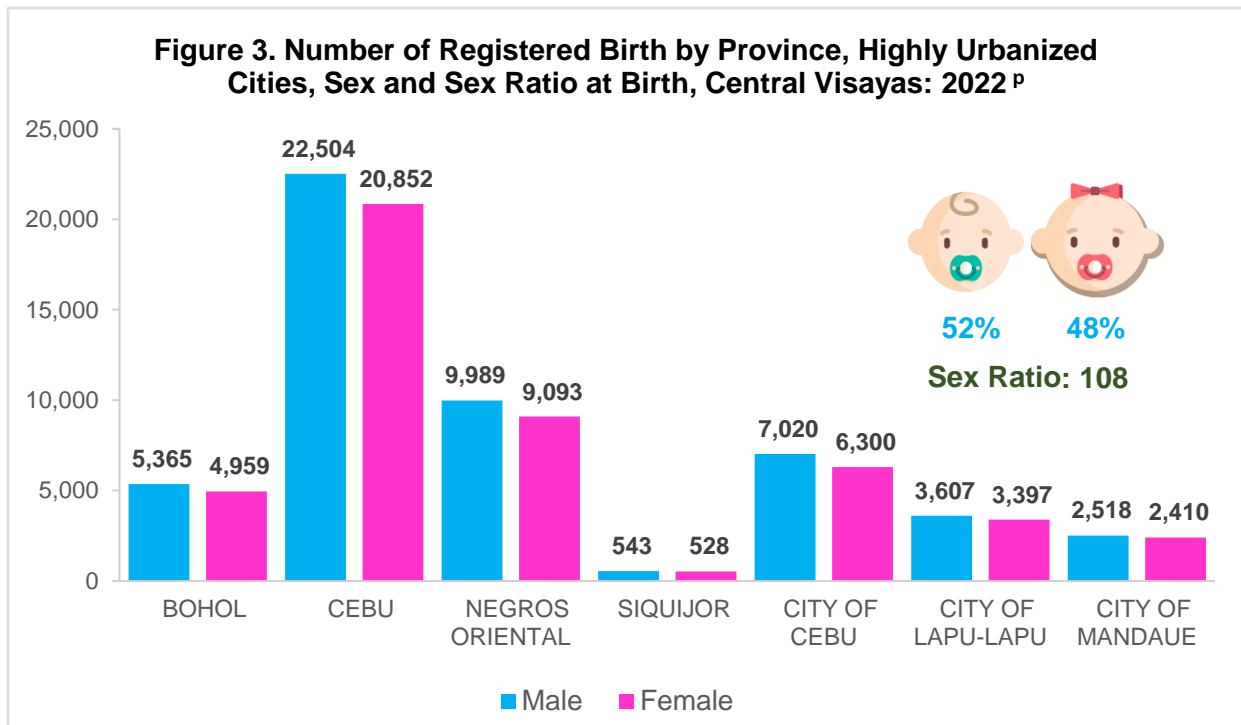 Figure 3. Number of Registered Birth by Province, Highly Urbanized
Cities, Sex and Sex Ratio at Birth, Central Visayas: 2022 ᵖ
25,000
20,000
15,000
10,000
5,000
0
22,504
20,852
9,989
9,093
5,365
4,959
543
528
7,020
6,300
3,607
3,397
2,518
2,410
52%
48%
Sex Ratio: 108
BOHOL
CEBU
NEGROS
ORIENTAL
SIQUIJOR
CITY OF
CEBU
CITY OF
LAPU-LAPU
CITY OF
MANDAUE
Male
Female